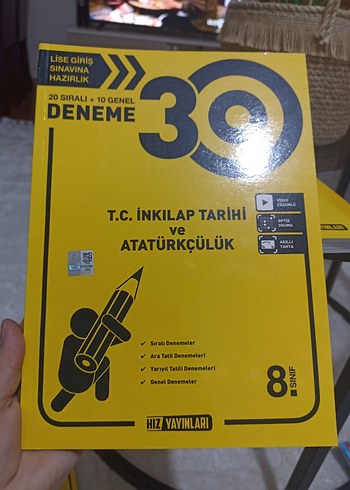 LİSE GİRİŞ
SINAVINA
HAZIRLIK
20 SIRALI + 10 GENEL
DENEME
30
T.C. İNKILAP TARİHİ
ve
ATATÜRKÇÜLÜK
VİDEO
ÇÖZÜMLÜ
OPTİK
OKUMA
AKILLI
TAHTA
✓ Sıralı Denemeler
✓ Ara Tatil Denemeleri
✓ Yarıyıl Tatili Denemeleri
✓ Genel Denemeler
8.SINIF
HIZ YAYINLARI